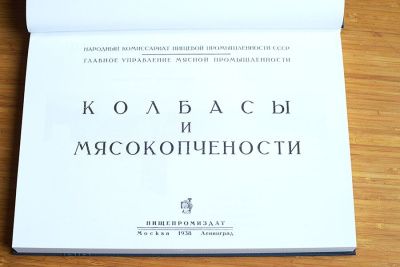 НАРОДНЫЙ КОМИССАРИАТ ПИЩЕВОЙ ПРОМЫШЛЕННОСТИ СССР
ГЛАВНОЕ УПРАВЛЕНИЕ МЯСНОЙ ПРОМЫШЛЕННОСТИ
КОЛБАСЫ
И
МЯСОКОПЧЕНОСТИ
ПИЩЕПРОМИЗДАТ
Москва 1938 Ленинград